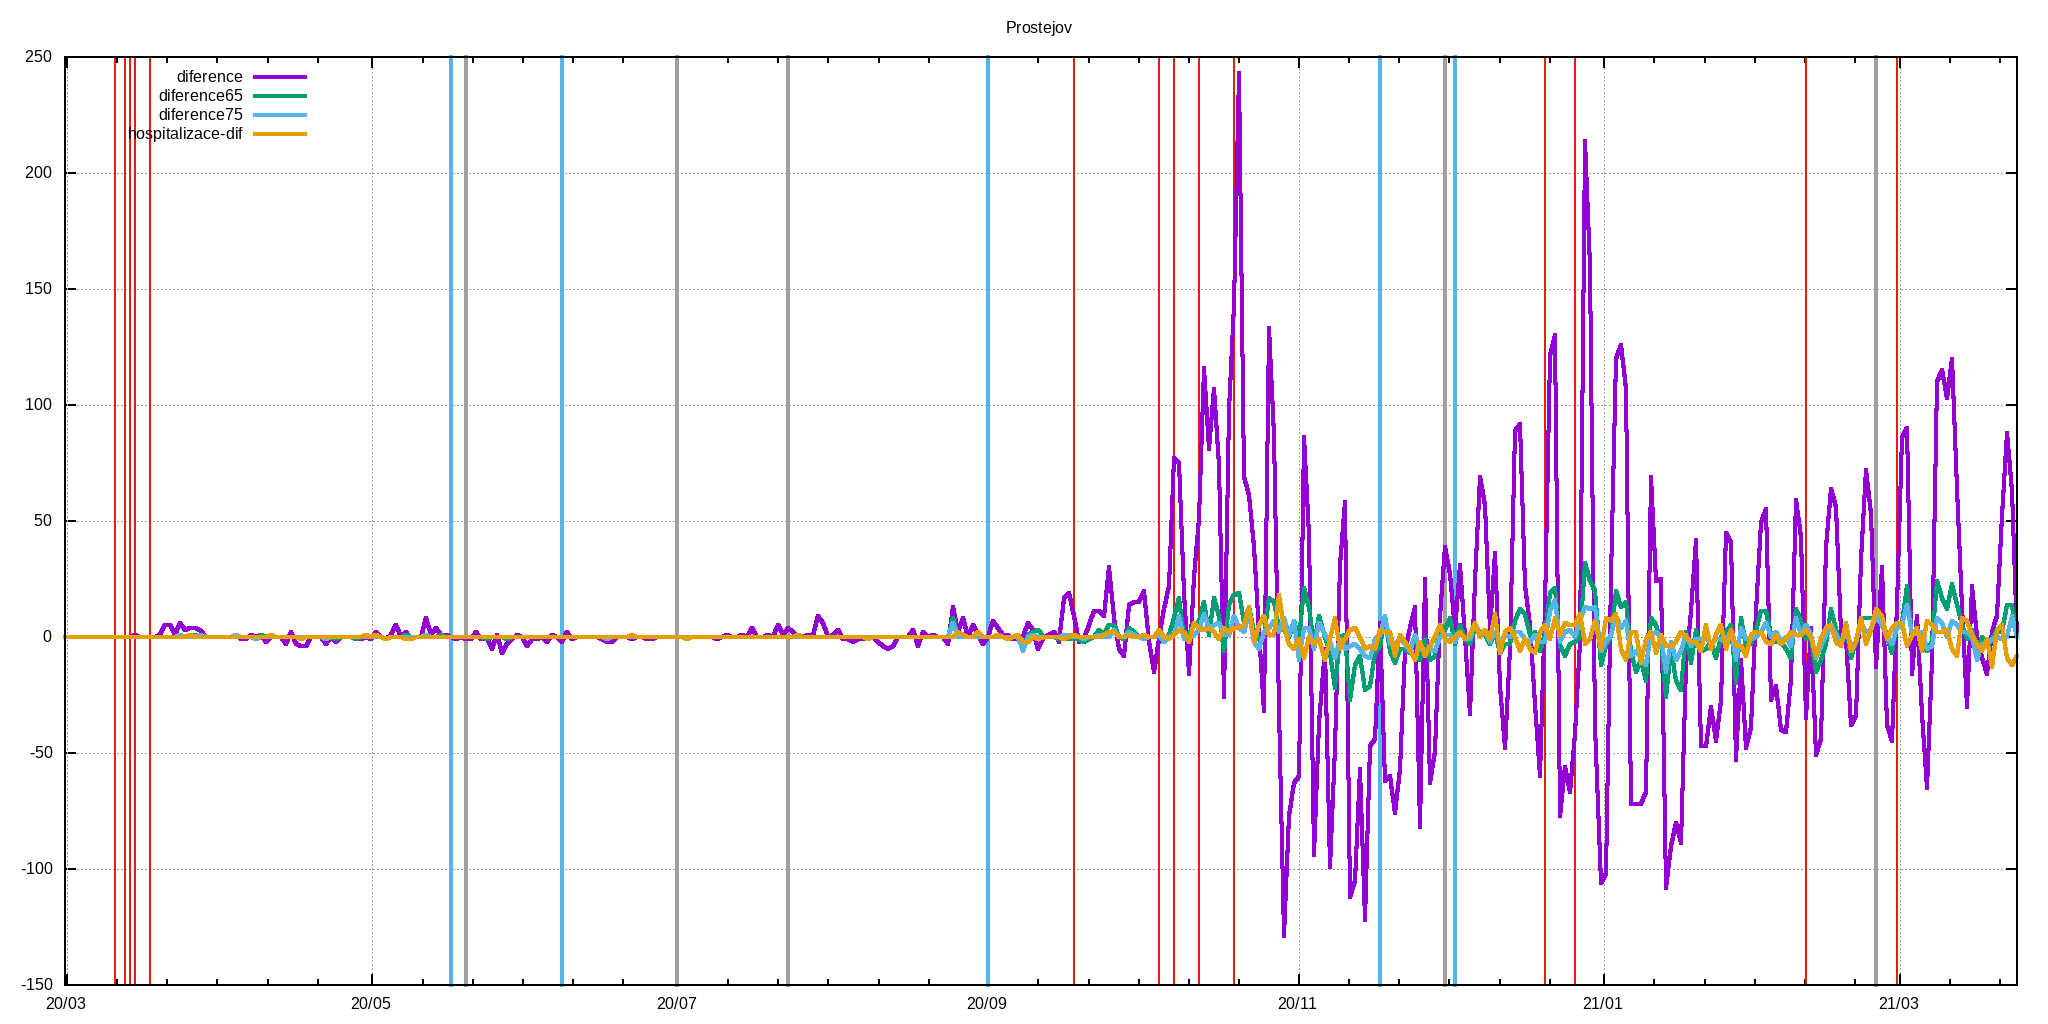 Prostejov
250
200
150
100
50
0
-50
-100
-150
diference
diference65
diference75
hospitalizace-dif
20/03 20/05 20/07 20/09 20/11 21/01 21/03